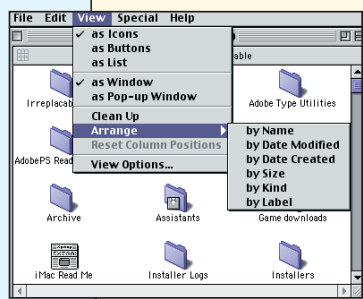 File Edit View Special Help
✓ as Icons
as Buttons
as List
able
✓ as Window
as Pop-up Window
Clean Up
Arrange
Reset Column Positions
View Options...
by Name
by Date Modified
by Date Created
by Size
by Kind
by Label
Irreplacab
Adobe Type Utilities
AdobePS Read
Archive
Assistants
Game downloads
iMac Read Me
Installer Logs
Installers